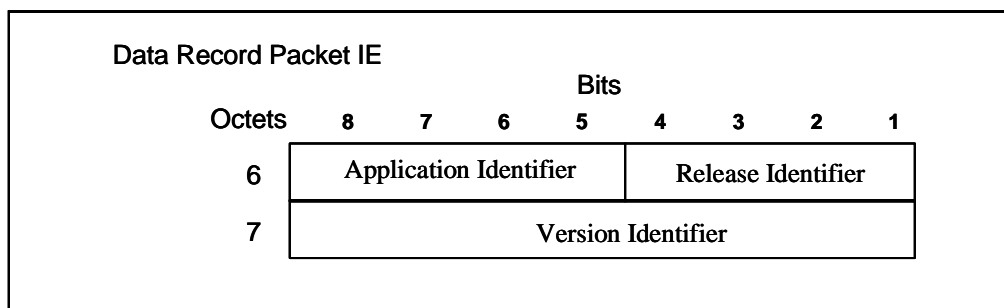 Data Record Packet IE
Bits
Octets 8 7 6 5 4 3 2 1
6 Application Identifier Release Identifier
7 Version Identifier